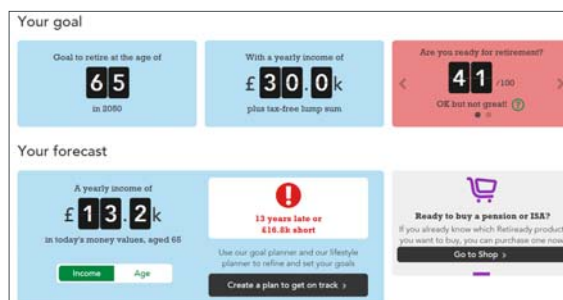 Your goal
Goal to retire at the age of
65
in 2050
With a yearly income of
£30.0k
plus tax-free lump sum
Are you ready for retirement?
41 /100
OK but not great! ?
Your forecast
A yearly income of
£13.2k
in today's money values, aged 65
Income Age
!
13 years late or
£16.8k short
Use our goal planner and our lifestyle
planner to refine and set your goals
Create a plan to get on track >
Ready to buy a pension or ISA?
If you already know which Retiready product
you want to buy, you can purchase one now
Go to Shop >